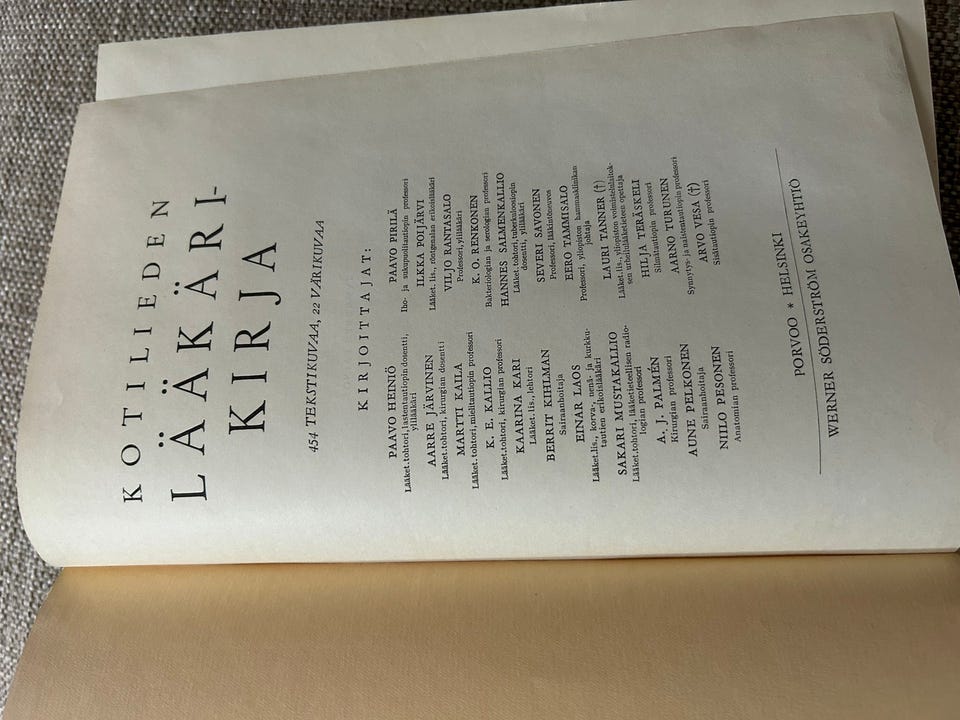 KOTILIEDEN
LÄÄKÄRI-
KIRJA
454 TEKSTIKUVAA, 22 VÄRIKUVAA
KIRJOITTAJAT:
PAAVO HEINIÖ
Lääket.tohtori, lastentautiopin dosentti,
ylilääkäri
AARRE JÄRVINEN
Lääket.tohtori, kirurgian dosentti
MARTTI KAILA
Lääket.tohtori, mielitautiopin professori
K. E. KALLIO
Lääket.tohtori, kirurgian professori
KAARINA KARI
Lääket. lis., lehtori
BERRIT KIHLMAN
Sairaanhoitaja
EINAR LAOS
Lääket.lis., korva-, nenä- ja kurkku-
tautien erikoislääkäri
SAKARI MUSTAKALLIO
Lääket.tohtori, lääketieteellisen radio-
logian professori
A. J. PALMÉN
Kirurgian professori
AUNE PELKONEN
Sairaanhoitaja
NIILO PESONEN
Anatomian professori
PAAVO PIRILÄ
Iho- ja sukupuolitautiopin professori
ILKKA POIJÄRVI
Lääket. lis., röntgenalan erikoislääkäri
VILJO RANTASALO
Professori, ylilääkäri
K. O. RENKONEN
Bakteriologian ja serologian professori
HANNES SALMENKALLIO
Lääket.tohtori, tuberkuloosiopin
dosentti, ylilääkäri
SEVERI SAVONEN
Professori, lääkintöneuvos
EERO TAMMISALO
Professori, yliopiston hammasklinikan
johtaja
LAURI TANNER (†)
Lääket. lis., yliopiston voimistelulaitok-
sen urheilulääketieteen opettaja
HILJA TERÄSKELI
Silmätautiopin professori
AARNO TURUNEN
Synnytys- ja naistentautiopin professori
ARVO VESA (†)
Sisätautiopin professori
PORVOO * HELSINKI
WERNER SÖDERSTRÖM OSAKEYHTIÖ